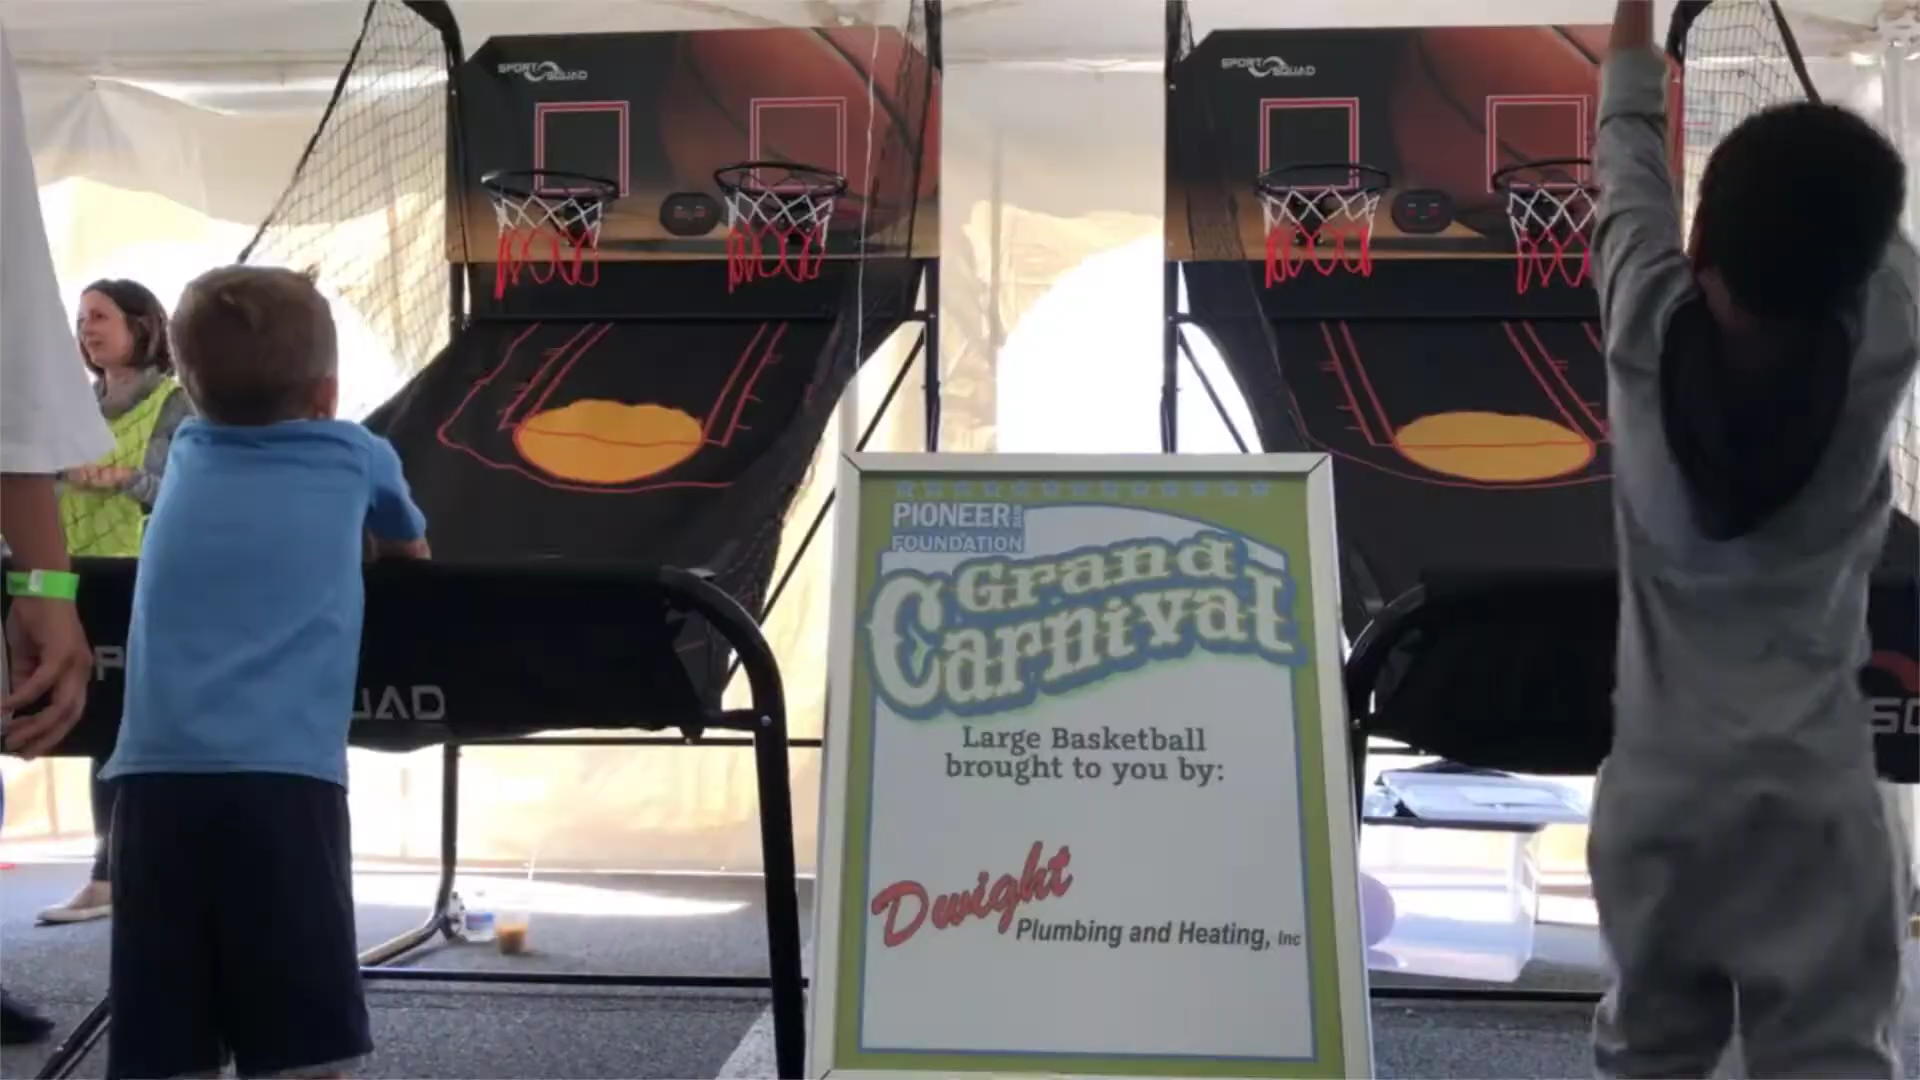 SPORT SQUAD
SPORT SQUAD
PIONEER
FOUNDATION
Grand
Carnival
Large Basketball
brought to you by:
Dwight
Plumbing and Heating, Inc
UAD